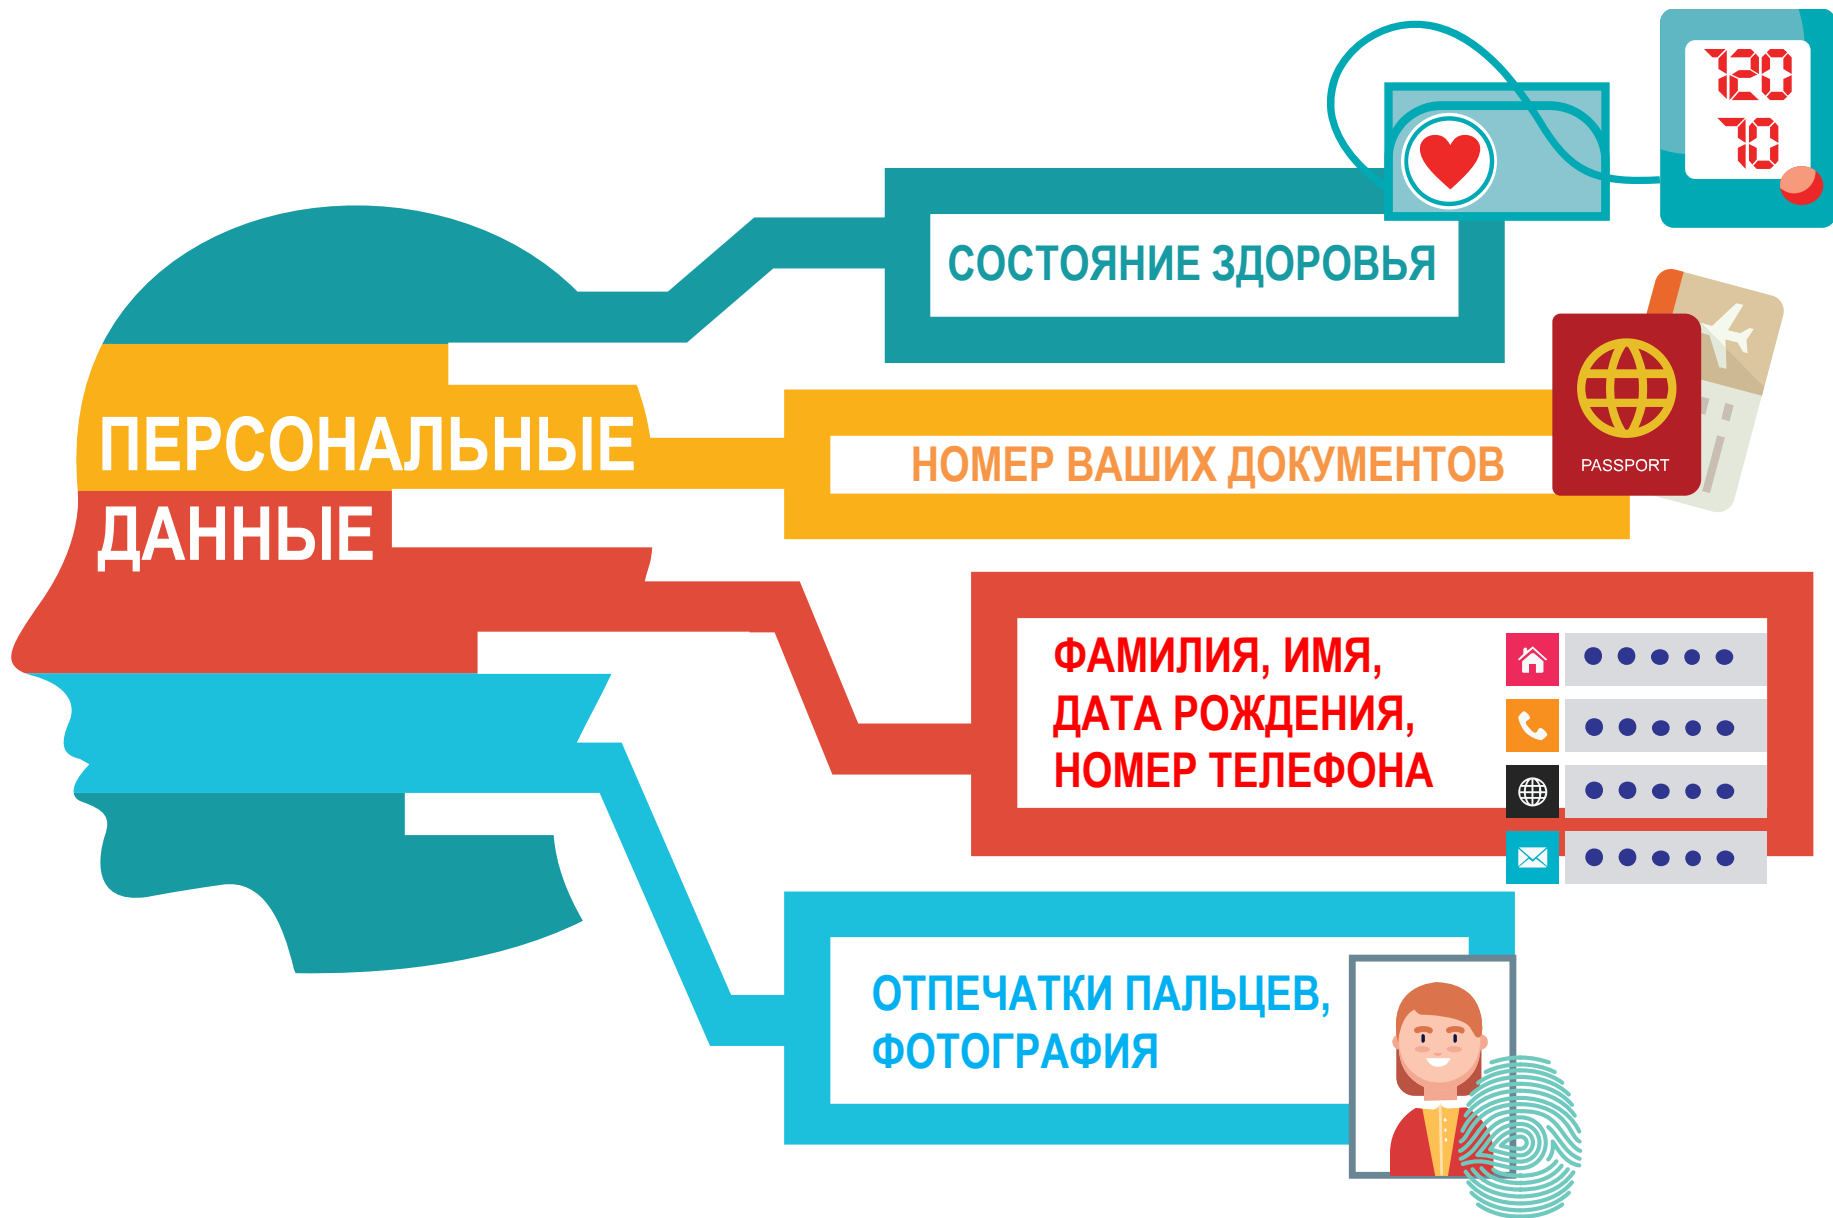 120
70
СОСТОЯНИЕ ЗДОРОВЬЯ
ПЕРСОНАЛЬНЫЕ
ДАННЫЕ
НОМЕР ВАШИХ ДОКУМЕНТОВ
PASSPORT
ФАМИЛИЯ, ИМЯ,
ДАТА РОЖДЕНИЯ,
НОМЕР ТЕЛЕФОНА
ОТПЕЧАТКИ ПАЛЬЦЕВ,
ФОТОГРАФИЯ